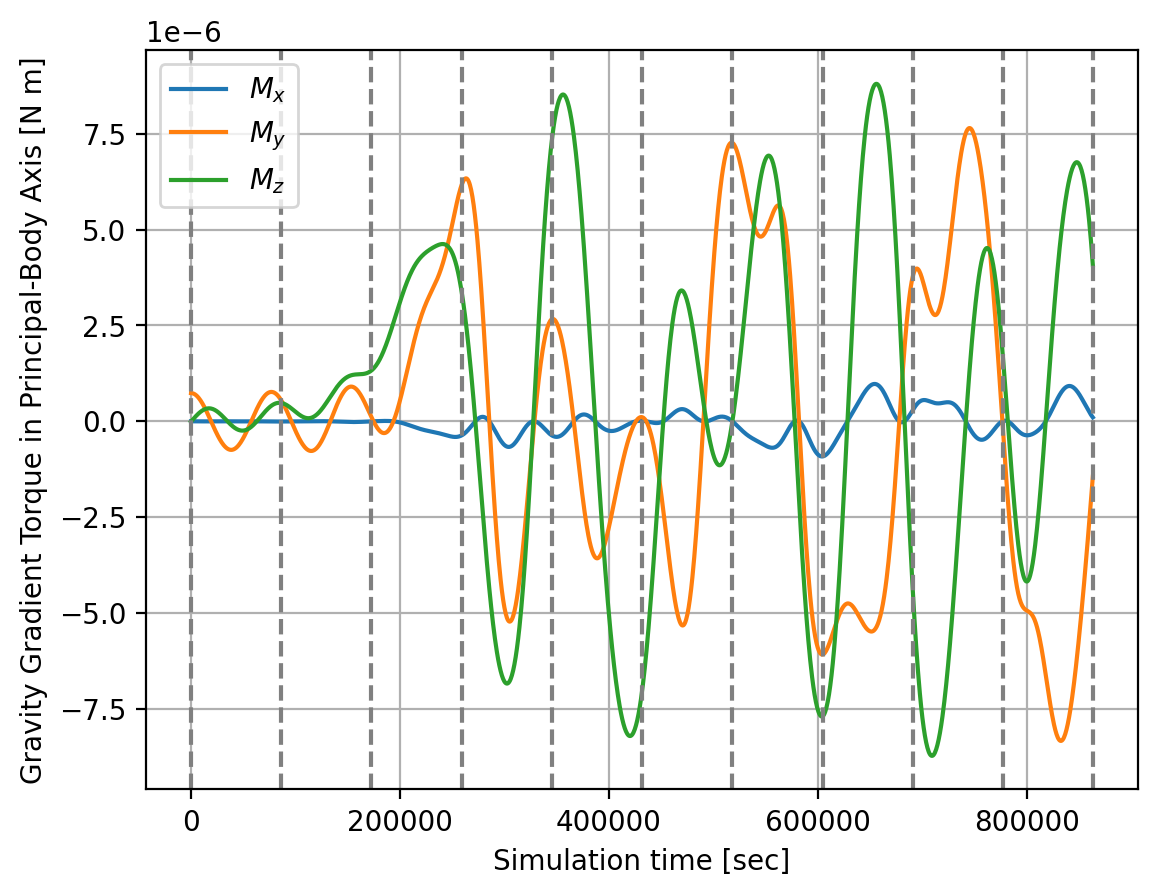 1e−6
Gravity Gradient Torque in Principal-Body Axis [N m]
7.5
5.0
2.5
0.0
−2.5
−5.0
−7.5
M_x
M_y
M_z
0 200000 400000 600000 800000
Simulation time [sec]